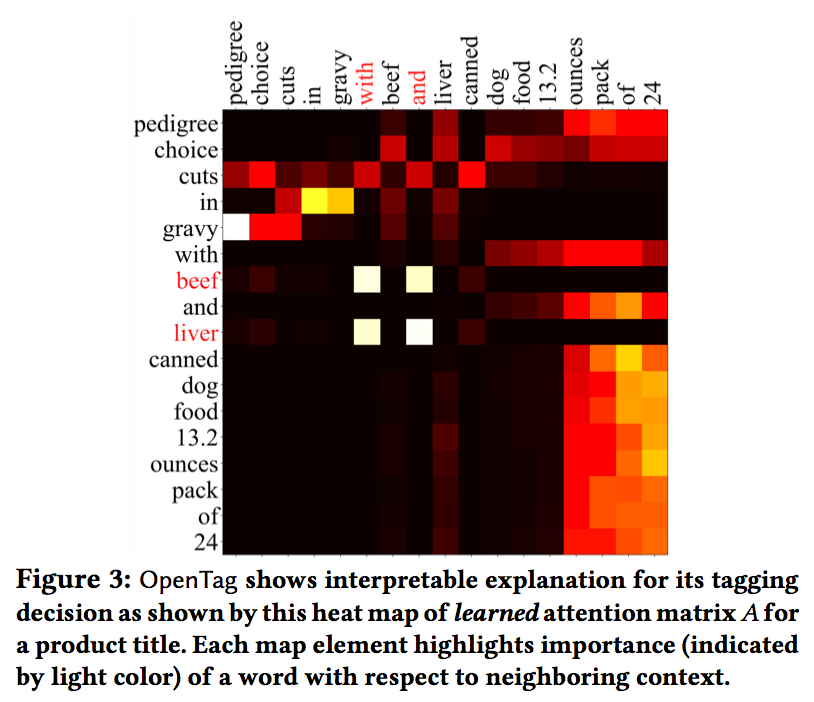 pedigree choice cuts in gravy with beef and liver canned dog food 13.2 ounces pack of 24
pedigree
choice
cuts
in
gravy
with
beef
and
liver
canned
dog
food
13.2
ounces
pack
of
24
Figure 3: OpenTag shows interpretable explanation for its tagging
decision as shown by this heat map of learned attention matrix A for
a product title. Each map element highlights importance (indicated
by light color) of a word with respect to neighboring context.